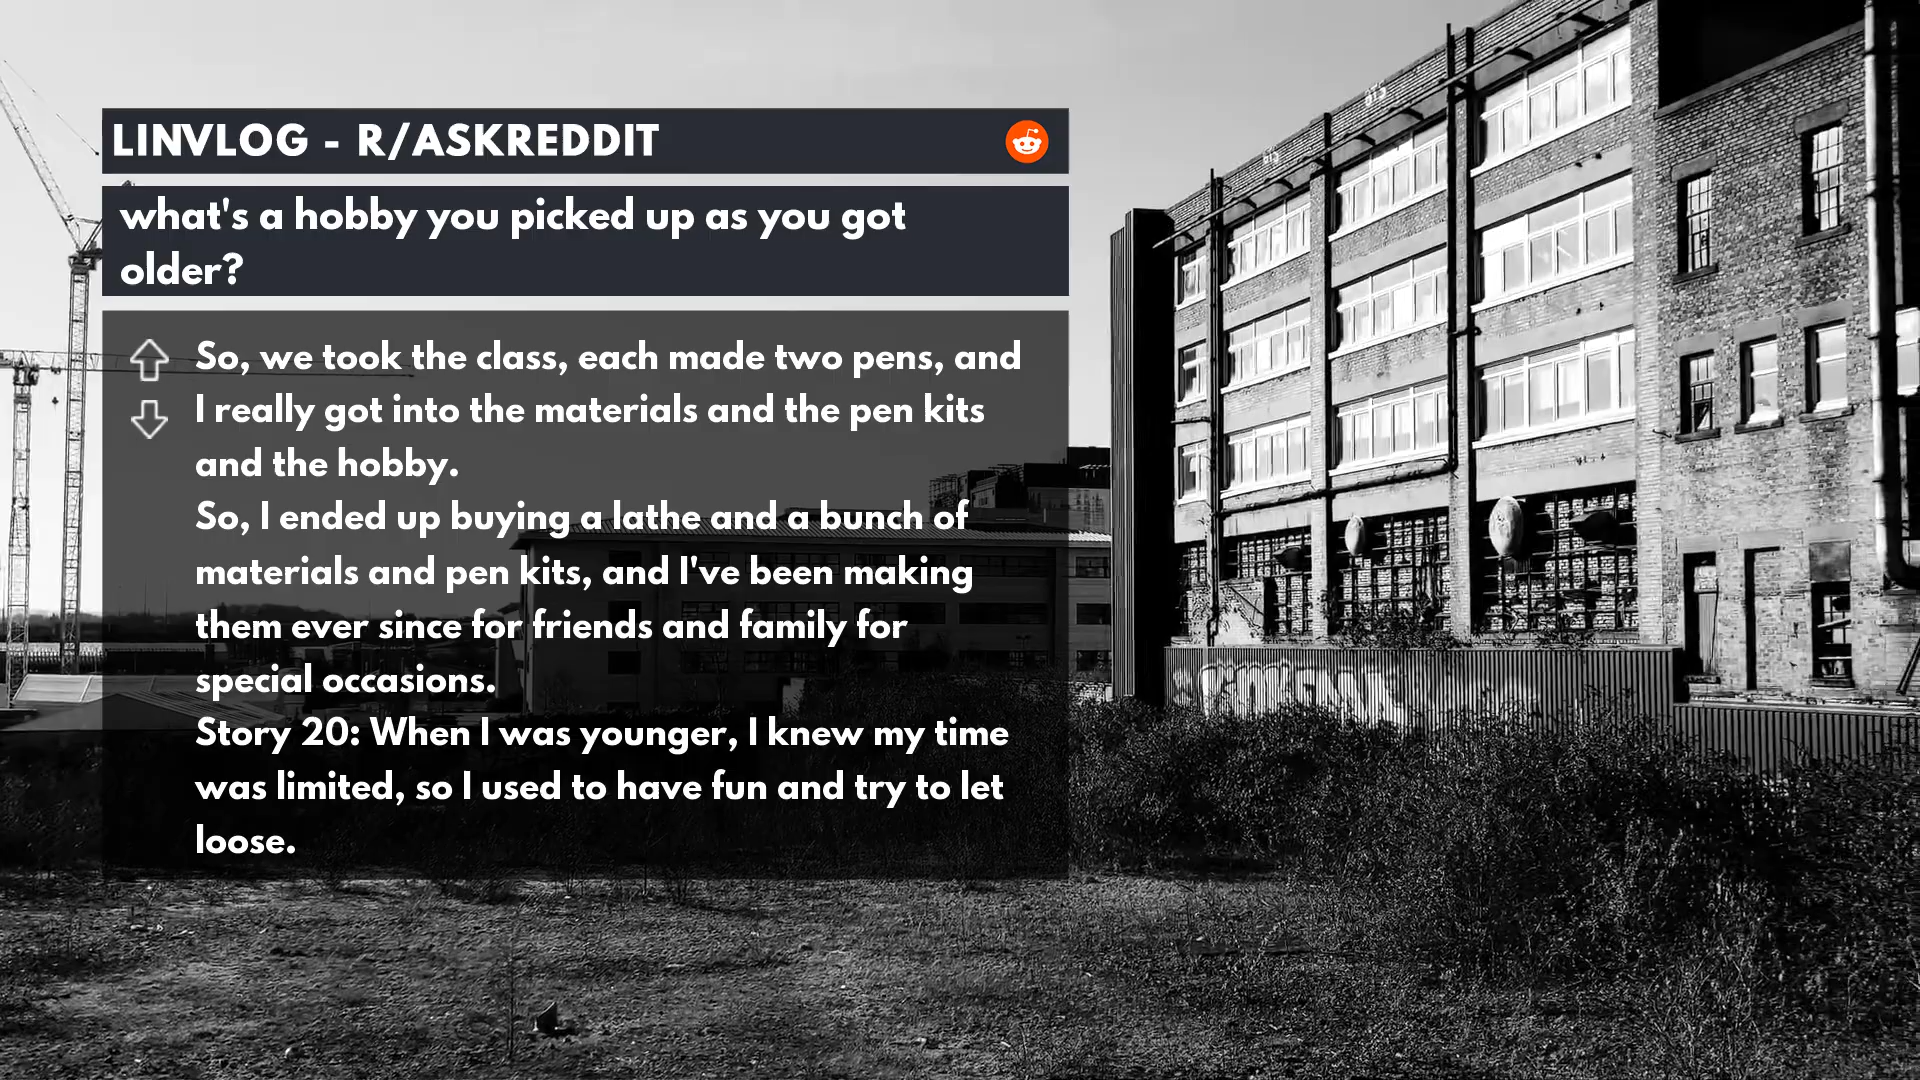 LINVLOG - R/ASKREDDIT
what's a hobby you picked up as you got
older?
So, we took the class, each made two pens, and
I really got into the materials and the pen kits
and the hobby.
So, I ended up buying a lathe and a bunch of
materials and pen kits, and I've been making
them ever since for friends and family for
special occasions.
Story 20: When I was younger, I knew my time
was limited, so I used to have fun and try to let
loose.